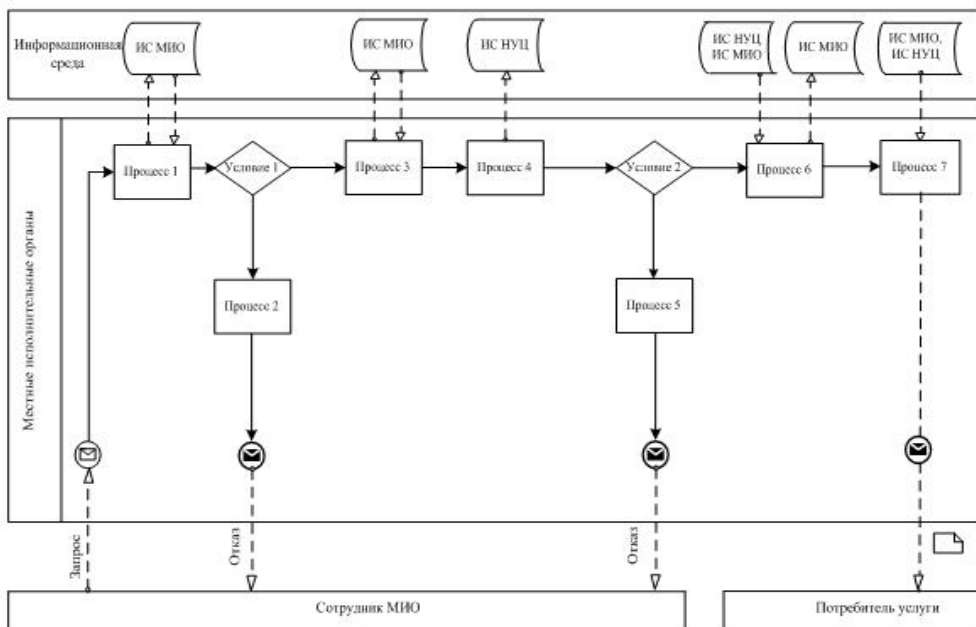 Информационная
среда
ИС МИО
ИС МИО
ИС НУЦ
ИС НУЦ
ИС МИО
ИС МИО
ИС МИО,
ИС НУЦ
Местные исполнительные органы
Процесс 1
Условие 1
Процесс 3
Процесс 4
Условие 2
Процесс 6
Процесс 7
Процесс 2
Процесс 5
Запрос
Отказ
Отказ
Сотрудник МИО
Потребитель услуги